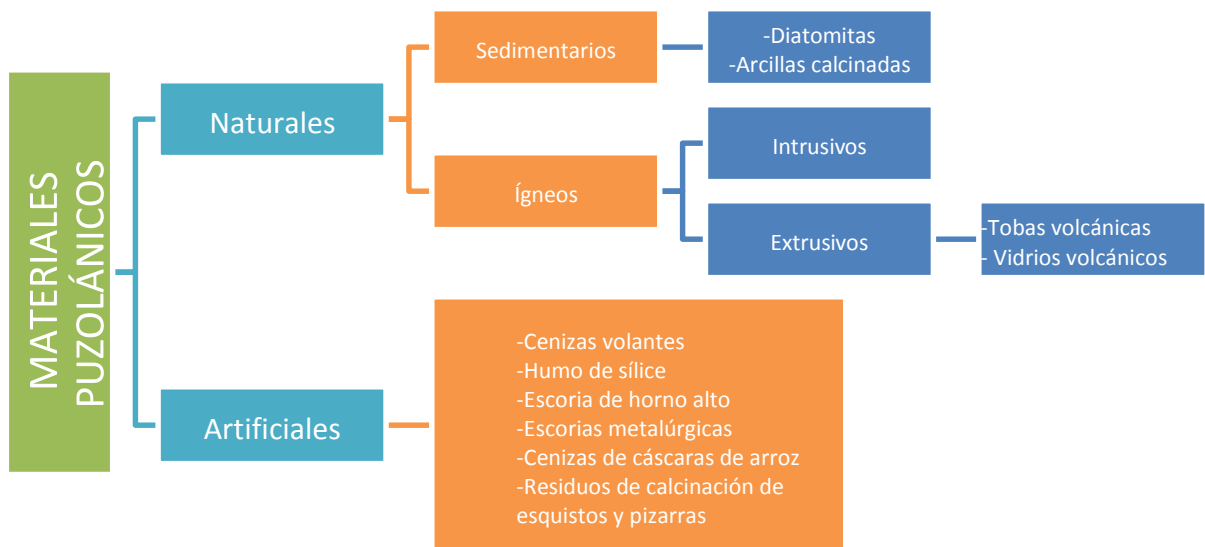 MATERIALES
PUZOLÁNICOS
Naturales
Sedimentarios
-Diatomitas
-Arcillas calcinadas
Ígneos
Intrusivos
Extrusivos
-Tobas volcánicas
- Vidrios volcánicos
Artificiales
-Cenizas volantes
-Humo de sílice
-Escoria de horno alto
-Escorias metalúrgicas
-Cenizas de cáscaras de arroz
-Residuos de calcinación de
esquistos y pizarras